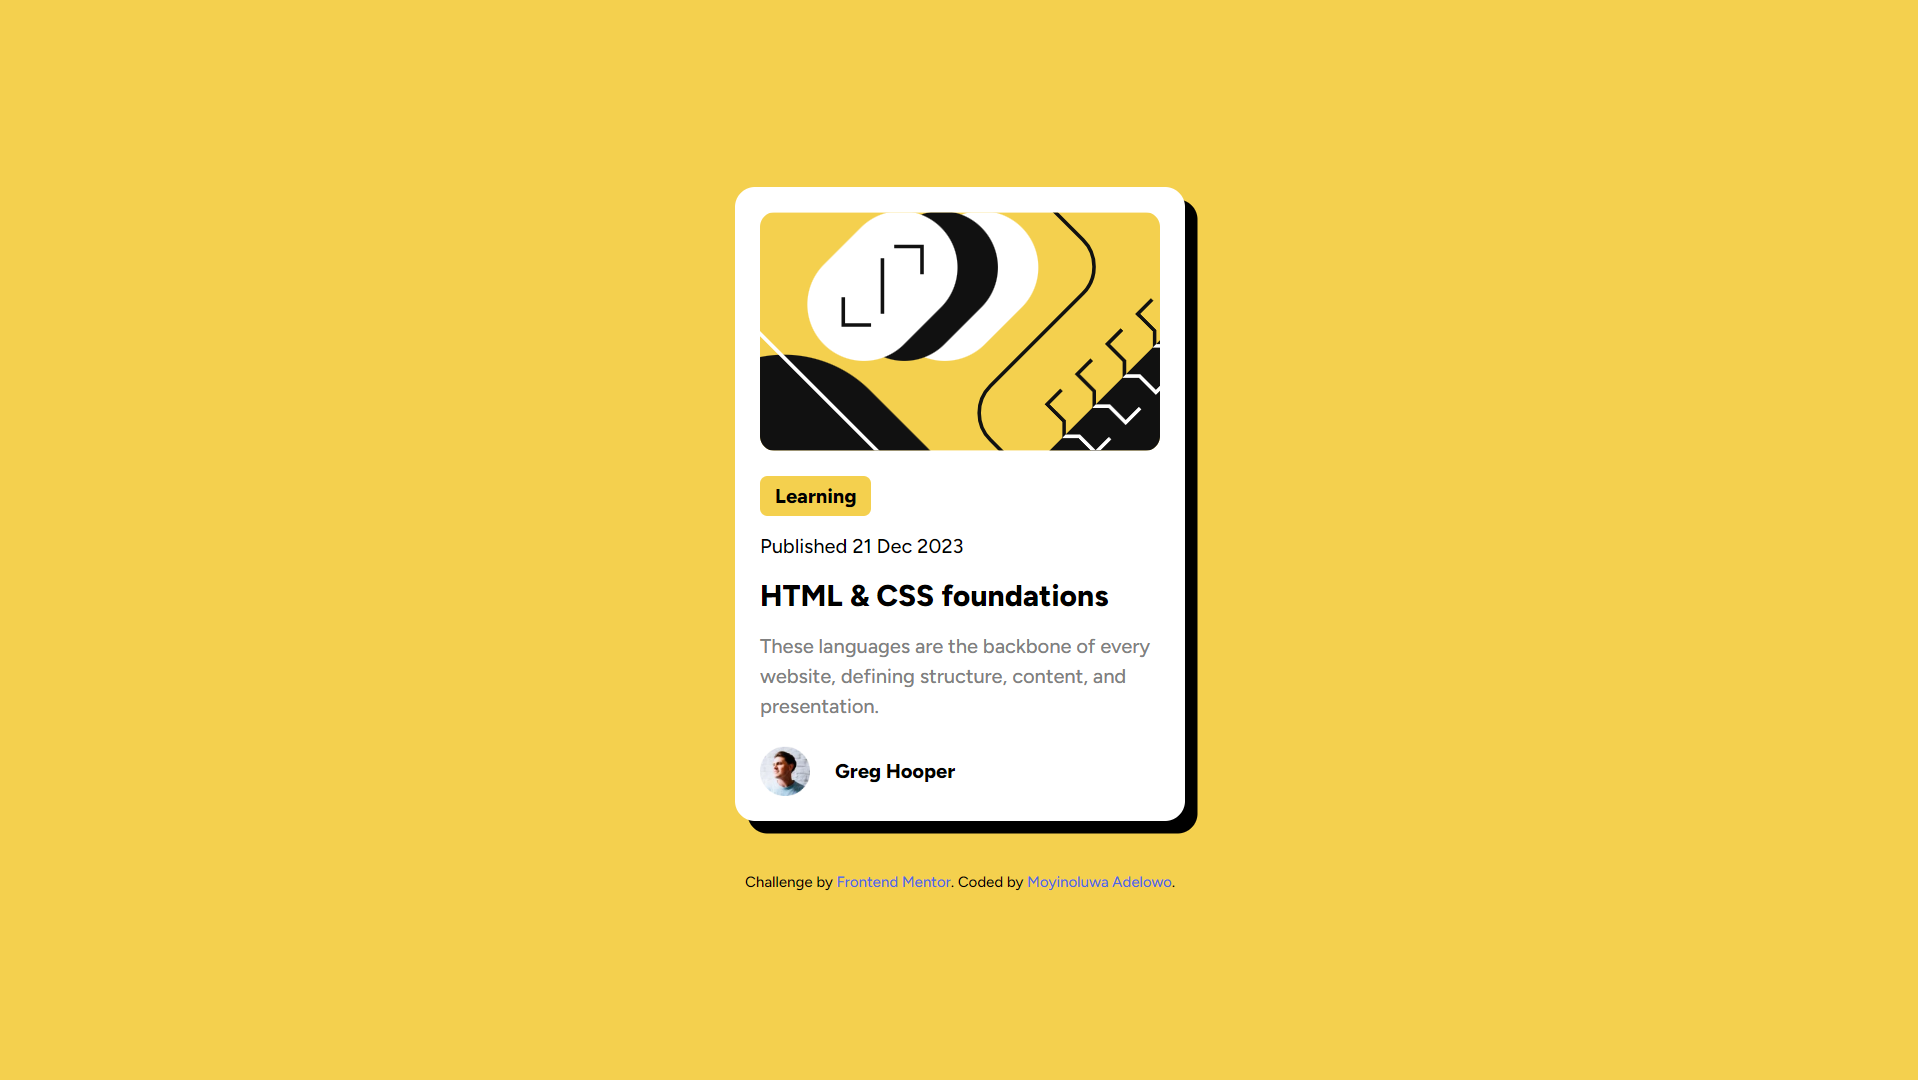 Learning
Published 21 Dec 2023
HTML & CSS foundations
These languages are the backbone of every
website, defining structure, content, and
presentation.
Greg Hooper
Challenge by Frontend Mentor. Coded by Moyinoluwa Adelowo.